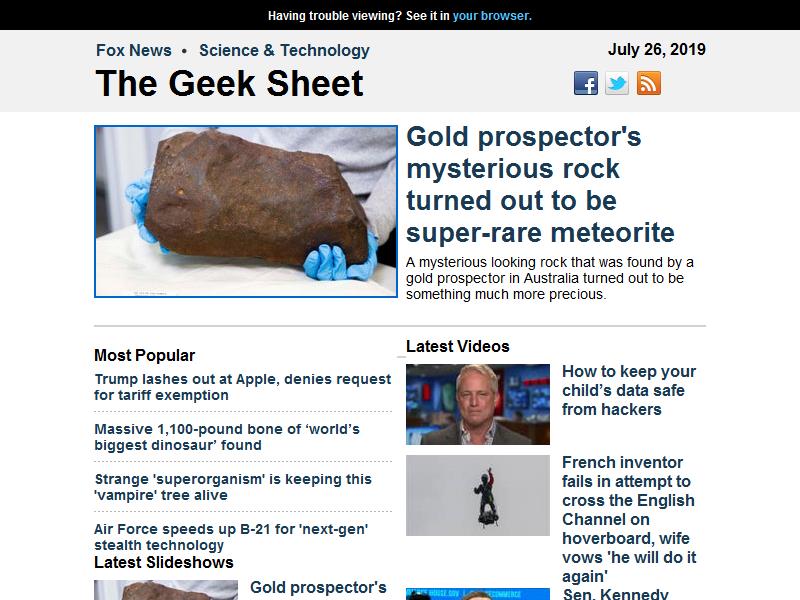 Having trouble viewing? See it in your browser.
Fox News • Science & Technology
July 26, 2019
The Geek Sheet
Gold prospector's
mysterious rock
turned out to be
super-rare meteorite
A mysterious looking rock that was found by a
gold prospector in Australia turned out to be
something much more precious.
Most Popular
Trump lashes out at Apple, denies request
for tariff exemption
Massive 1,100-pound bone of ‘world’s
biggest dinosaur’ found
Strange 'superorganism' is keeping this
'vampire' tree alive
Air Force speeds up B-21 for 'next-gen'
stealth technology
Latest Slideshows
Gold prospector's
Latest Videos
How to keep your
child’s data safe
from hackers
French inventor
fails in attempt to
cross the English
Channel on
hoverboard, wife
vows 'he will do it
again'
Sen. Kennedy